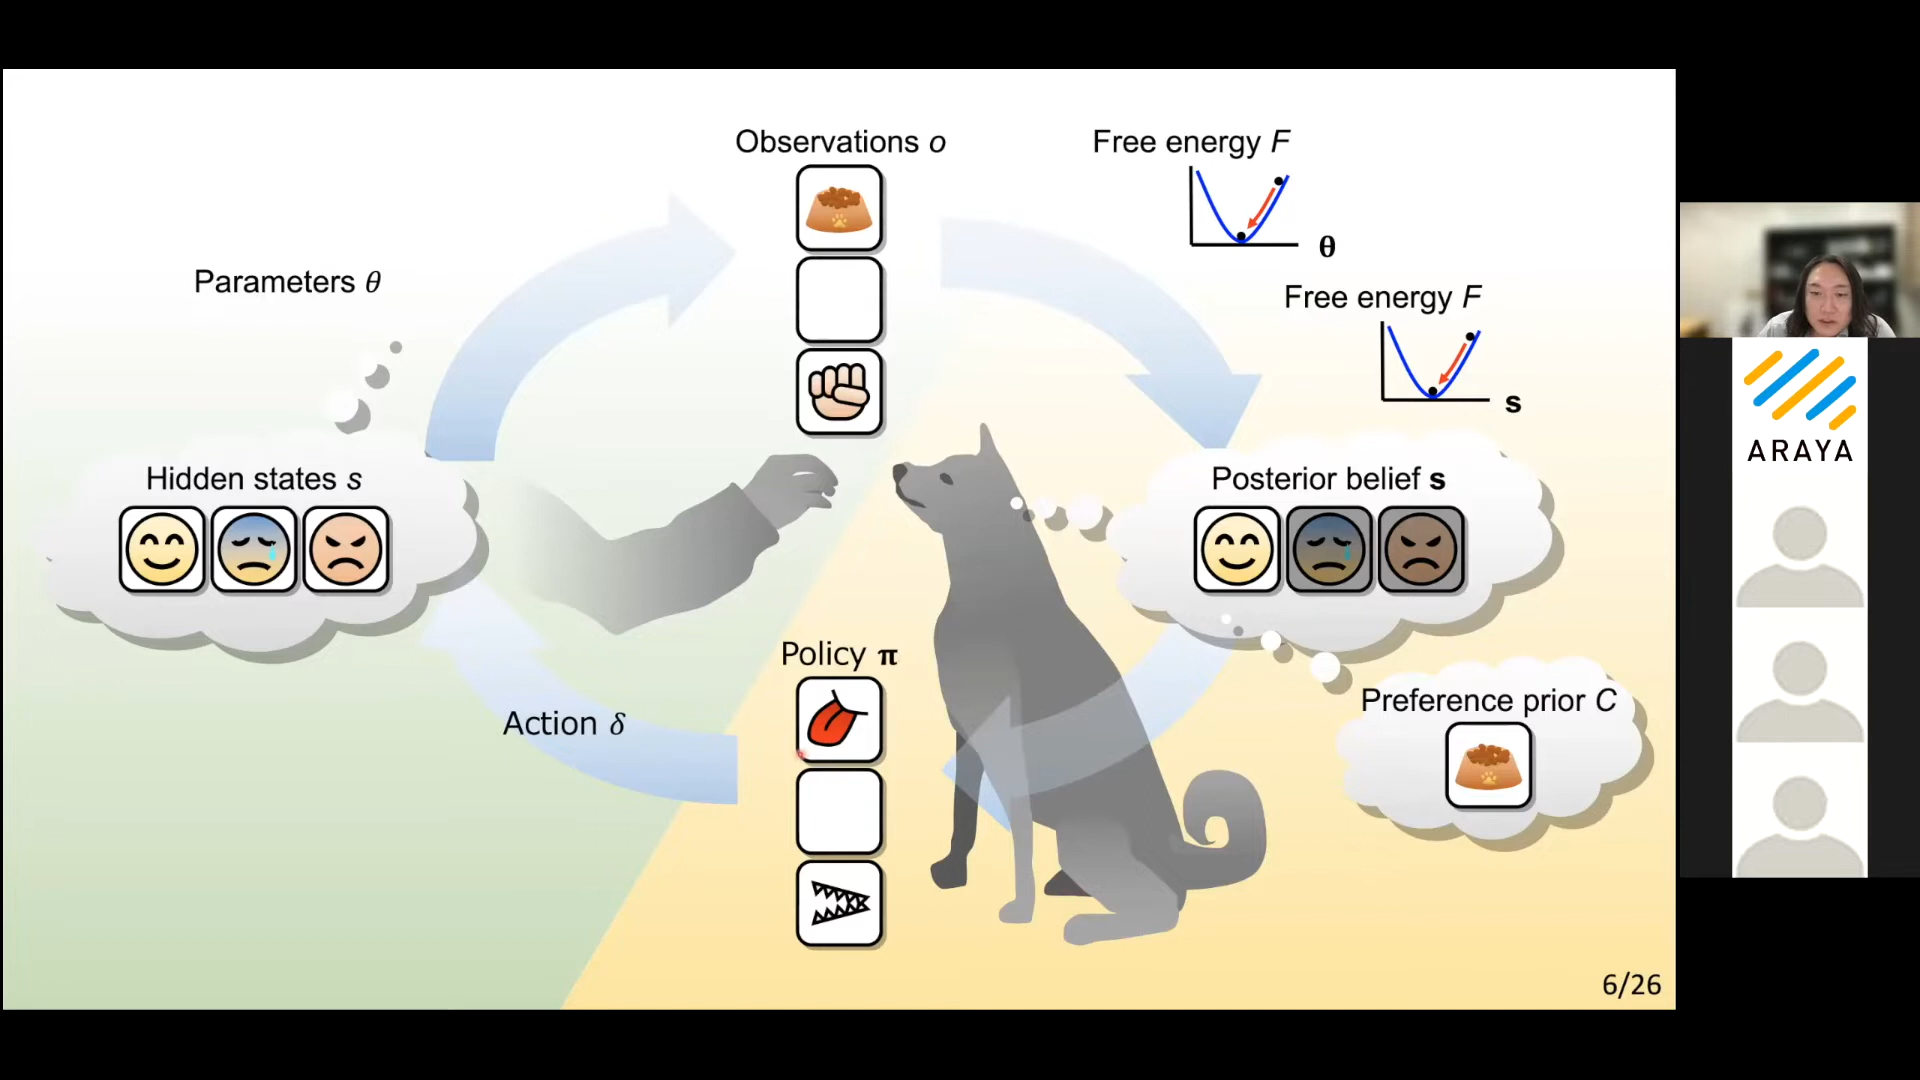 Observations o
Free energy F
θ
Parameters θ
Free energy F
s
Hidden states s
Posterior belief s
Policy π
Action δ
Preference prior C
6/26
ARAYA